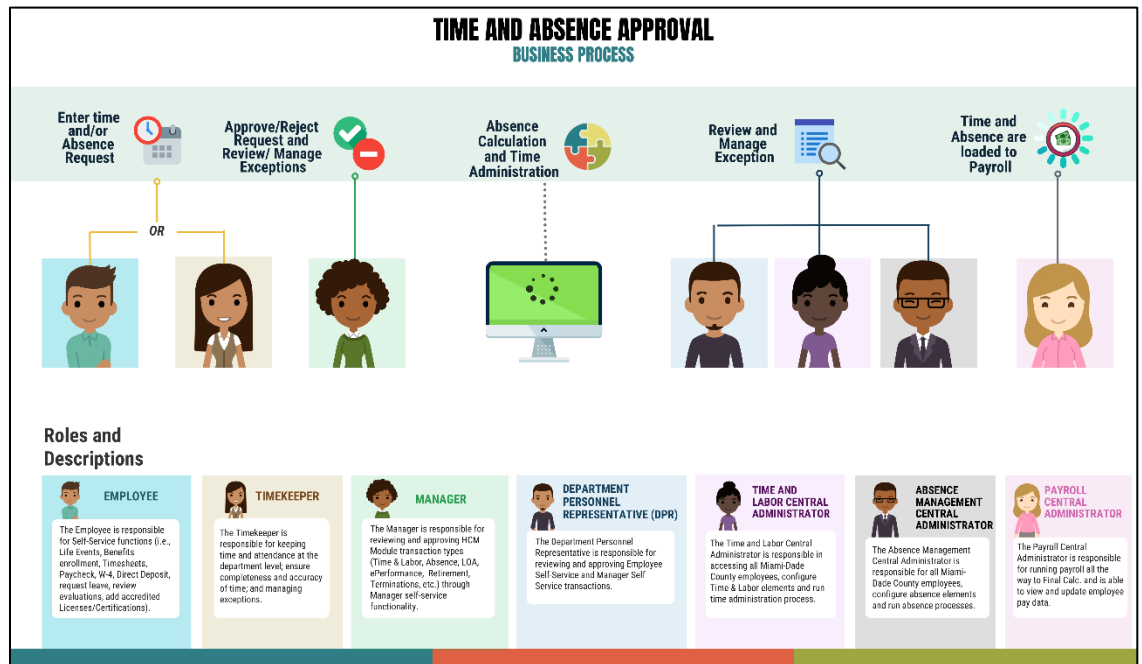 TIME AND ABSENCE APPROVAL
BUSINESS PROCESS
Enter time
and/or
Absence
Request
Approve/Reject
Request and
Review/ Manage
Exceptions
Absence
Calculation
and Time
Administration
Review and
Manage
Exception
Time and
Absence are
loaded to
Payroll
OR
Roles and
Descriptions
EMPLOYEE
The Employee is responsible
for Self-Service functions (i.e.,
Life Events, Benefits
enrollment, Timesheets,
Paycheck, W-4, Direct Deposit,
request leave, review
evaluations, add accredited
Licenses/Certifications).
TIMEKEEPER
The Timekeeper is
responsible for keeping
time and attendance at the
department level; ensure
completeness and accuracy
of time; and managing
exceptions.
MANAGER
The Manager is responsible for
reviewing and approving HCM
Module transaction types
(Time & Labor, Absence, LOA,
ePerformance, Retirement,
Terminations, etc.) through
Manager self-service
functionality.
DEPARTMENT
PERSONNEL
REPRESENTATIVE (DPR)
The Department Personnel
Representative is responsible for
reviewing and approving Employee
Self-Service and Manager Self
Service transactions.
TIME AND
LABOR CENTRAL
ADMINISTRATOR
The Time and Labor Central
Administrator is responsible in
accessing all Miami-Dade
County employees, configure
Time & Labor elements and run
time administration process.
ABSENCE
MANAGEMENT
CENTRAL
ADMINISTRATOR
The Absence Management
Central Administrator is
responsible for all Miami-
Dade County employees,
configure absence elements
and run absence processes.
PAYROLL
CENTRAL
ADMINISTRATOR
The Payroll Central
Administrator is responsible
for running payroll all the
way to Final Calc. and is able
to view and update employee
pay data.